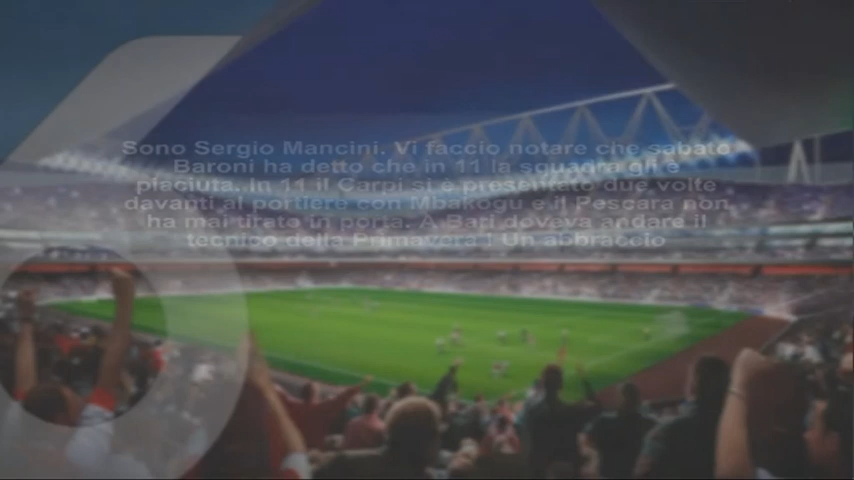 Sono Sergio Mancini. Vi faccio notare che sabato
Baroni ha detto che in 11 la squadra gli è
piaciuta. In 11 il Carpi si è presentato due volte
davanti al portiere con Mbakogu e il Pescara non
ha mai tirato in porta. A Bari doveva andare il
tecnico della Primavera ! Un abbraccio